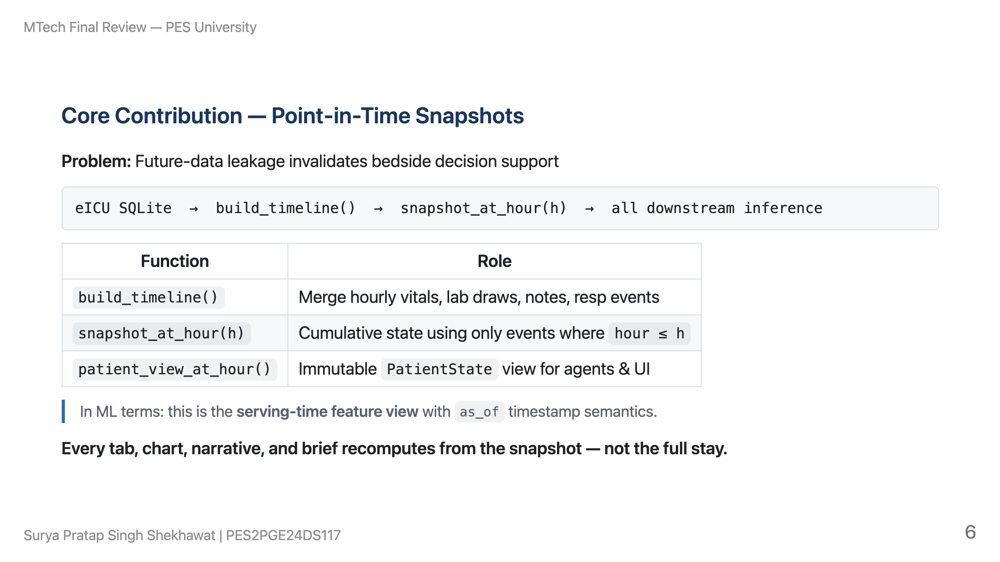 MTech Final Review — PES University
Core Contribution — Point-in-Time Snapshots
Problem: Future-data leakage invalidates bedside decision support
eICU SQLite → build_timeline() → snapshot_at_hour(h) → all downstream inference
Function Role
build_timeline() Merge hourly vitals, lab draws, notes, resp events
snapshot_at_hour(h) Cumulative state using only events where hour ≤ h
patient_view_at_hour() Immutable PatientState view for agents & UI
In ML terms: this is the serving-time feature view with as_of timestamp semantics.
Every tab, chart, narrative, and brief recomputes from the snapshot — not the full stay.
Surya Pratap Singh Shekhawat | PES2PGE24DS117
6